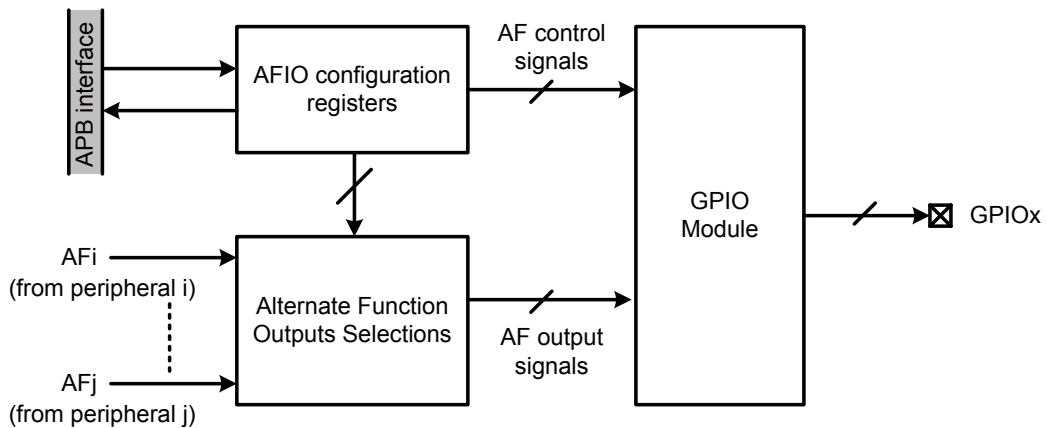 APB interface
AFIO configuration
registers
AF control
signals
GPIO
Module
GPIOx
AFi
(from peripheral i)
Alternate Function
Outputs Selections
AF output
signals
AFj
(from peripheral j)